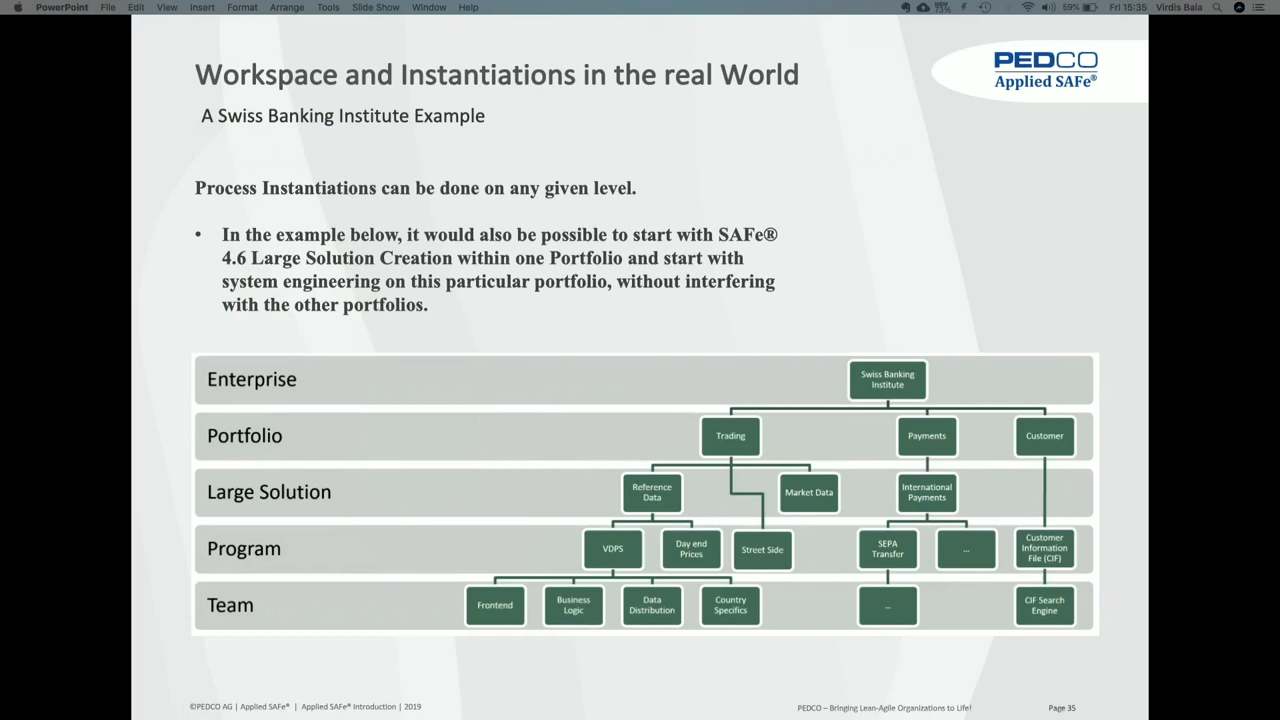 PowerPoint File Edit View Insert Format Arrange Tools Slide Show Window Help 73% 59% Fri 15:35 Virdis Bala
Workspace and Instantiations in the real World
PEDCO
Applied SAFe®
A Swiss Banking Institute Example
Process Instantiations can be done on any given level.
• In the example below, it would also be possible to start with SAFe®
4.6 Large Solution Creation within one Portfolio and start with
system engineering on this particular portfolio, without interfering
with the other portfolios.
Enterprise
Swiss Banking
Institute
Portfolio
Trading
Payments
Customer
Large Solution
Reference
Data
Market Data
International
Payments
Program
VDPS
Day end
Prices
Street Side
SEPA
Transfer
...
Customer
Information
File (CIF)
Team
Frontend
Business
Logic
Data
Distribution
Country
Specifics
...
CIF Search
Engine
©PEDCO AG | Applied SAFe® | Applied SAFe® Introduction | 2019
PEDCO – Bringing Lean-Agile Organizations to Life!
Page 35